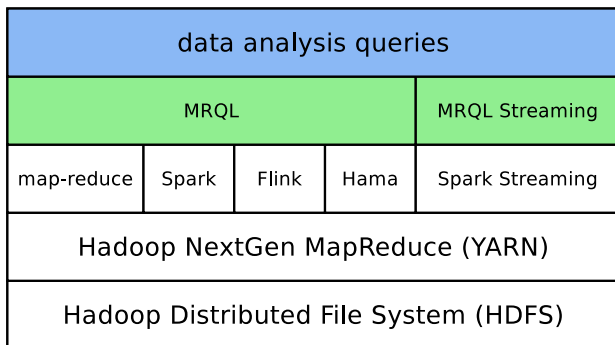 data analysis queries
MRQL
MRQL Streaming
map-reduce
Spark
Flink
Hama
Spark Streaming
Hadoop NextGen MapReduce (YARN)
Hadoop Distributed File System (HDFS)